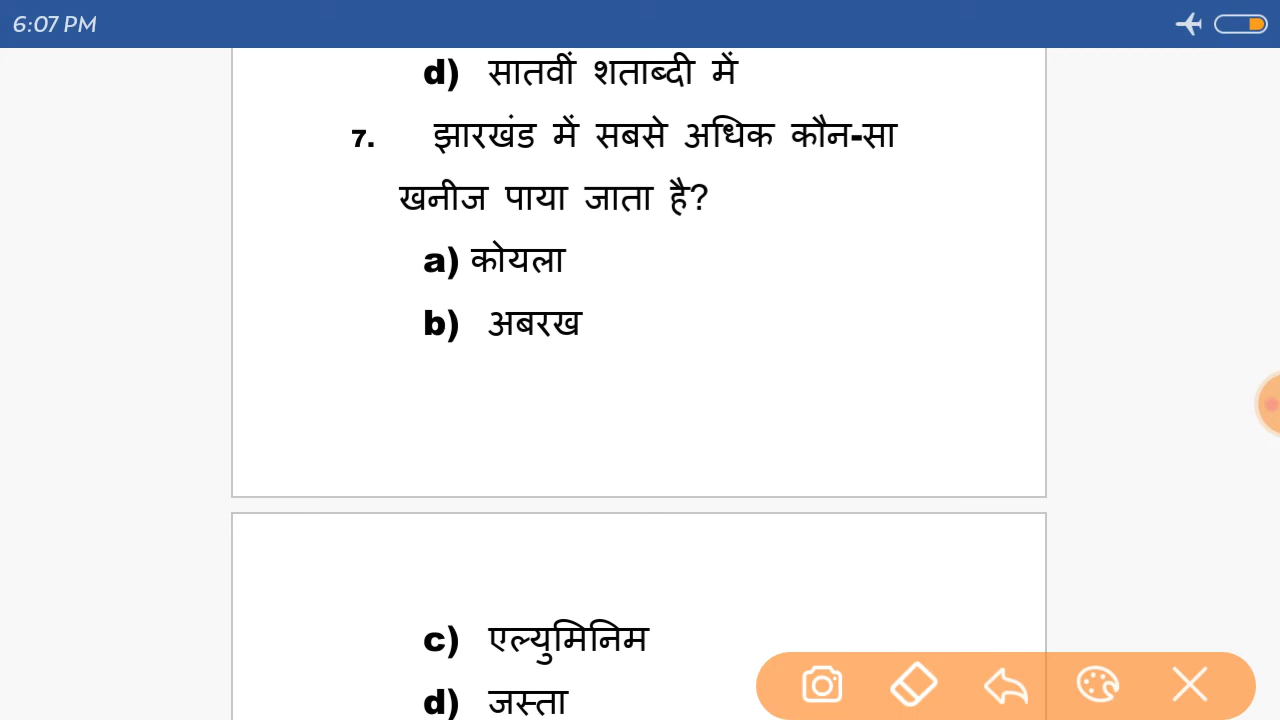 6:07 PM
d) सातवीं शताब्दी में
7. झारखंड में सबसे अधिक कौन-सा
खनीज पाया जाता है?
a) कोयला
b) अबरख
c) एल्युमिनिम
d) जस्ता